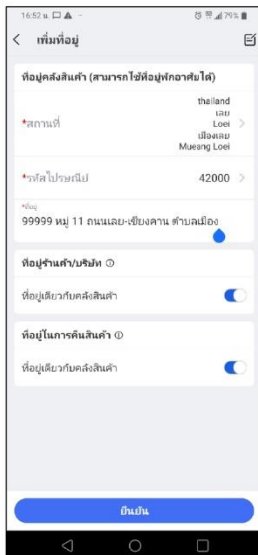 16:52 น.
79%
เพิ่มที่อยู่
ที่อยู่คลังสินค้า (สามารถใช้ที่อยู่พักอาศัยได้)
*สถานที่
thailand
เลย
Loei
เมืองเลย
Mueang Loei
*รหัสไปรษณีย์
42000
*ที่อยู่
99999 หมู่ 11 ถนนเลย-เชียงคาน ตำบลเมือง
ที่อยู่ร้านค้า/บริษัท
ที่อยู่เดียวกับคลังสินค้า
ที่อยู่ในการคืนสินค้า
ที่อยู่เดียวกับคลังสินค้า
ยืนยัน